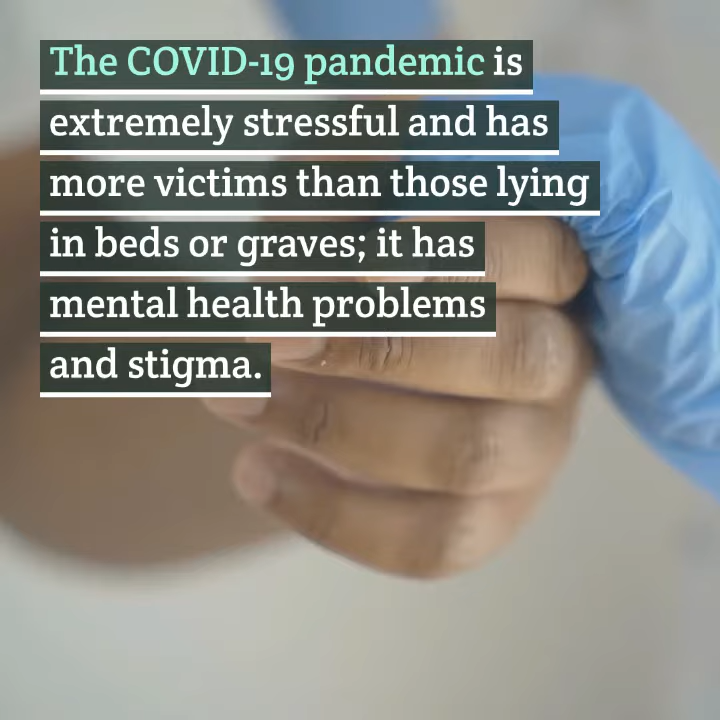 The COVID-19 pandemic is
extremely stressful and has
more victims than those lying
in beds or graves; it has
mental health problems
and stigma.